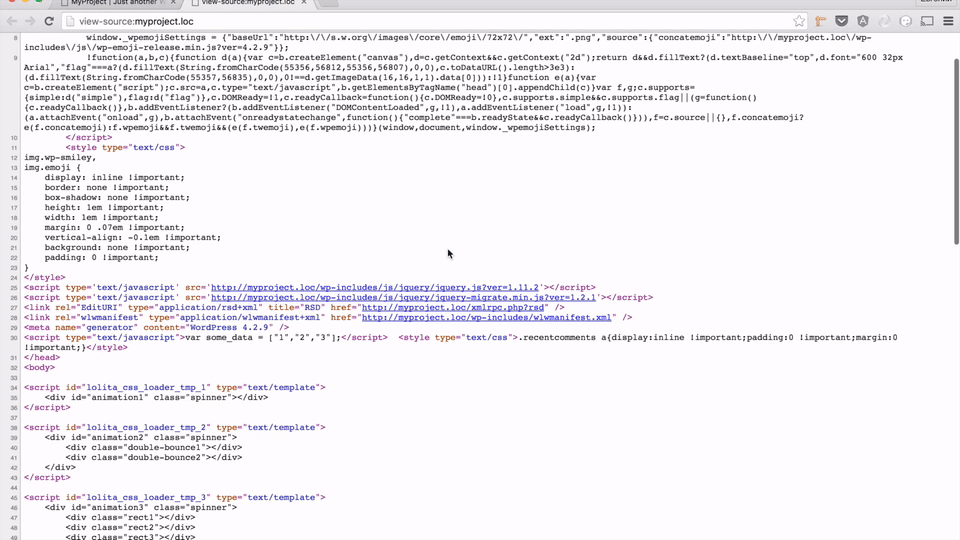 MyProject | Just another W
view-source:myproject.loc
view-source:myproject.loc
8 window._wpemojiSettings = {"baseUrl":"http:\/\/s.w.org\/images\/core\/emoji\/72x72\/","ext":".png","source":{"concatemoji":"http:\/\/myproject.loc\/wp-
includes\/js\/wp-emoji-release.min.js?ver=4.2.9"}};
9 !function(a,b,c){function d(a){var c=b.createElement("canvas"),d=c.getContext&&c.getContext("2d");return d&&d.fillText?(d.textBaseline="top",d.font="600 32px
Arial","flag"===a?(d.fillText(String.fromCharCode(55356,56812,55356,56807),0,0),c.toDataURL().length>3e3):
(d.fillText(String.fromCharCode(55357,56835),0,0),0!==d.getImageData(16,16,1,1).data[0])):!1}function e(a){var
c=b.createElement("script");c.src=a,c.type="text/javascript",b.getElementsByTagName("head")[0].appendChild(c)}var f,g;c.supports=
{simple:d("simple"),flag:d("flag")},c.DOMReady=!1,c.readyCallback=function(){c.DOMReady=!0},c.supports.simple&&c.supports.flag||(g=function()
{c.readyCallback()},b.addEventListener?(b.addEventListener("DOMContentLoaded",g,!1),a.addEventListener("load",g,!1)):
(a.attachEvent("onload",g),b.attachEvent("onreadystatechange",function(){"complete"===b.readyState&&c.readyCallback()})),f=c.source||{},f.concatemoji?
e(f.concatemoji):f.wpemoji&&f.twemoji&&(e(f.twemoji),e(f.wpemoji)))}(window,document,window._wpemojiSettings);
10 </script>
11 <style type="text/css">
12 img.wp-smiley,
13 img.emoji {
14 display: inline !important;
15 border: none !important;
16 box-shadow: none !important;
17 height: 1em !important;
18 width: 1em !important;
19 margin: 0 .07em !important;
20 vertical-align: -0.1em !important;
21 background: none !important;
22 padding: 0 !important;
23 }
24 </style>
25 <script type='text/javascript' src='http://myproject.loc/wp-includes/js/jquery/jquery.js?ver=1.11.2'></script>
26 <script type='text/javascript' src='http://myproject.loc/wp-includes/js/jquery/jquery-migrate.min.js?ver=1.2.1'></script>
27 <link rel="EditURI" type="application/rsd+xml" title="RSD" href="http://myproject.loc/xmlrpc.php?rsd" />
28 <link rel="wlwmanifest" type="application/wlwmanifest+xml" href="http://myproject.loc/wp-includes/wlwmanifest.xml" />
29 <meta name="generator" content="WordPress 4.2.9" />
30 <script type="text/javascript">var some_data = ["1","2","3"];</script> <style type="text/css">.recentcomments a{display:inline !important;padding:0 !important;margin:0
!important;}</style>
31 </head>
32 <body>
33
34 <script id="lolita_css_loader_tmp_1" type="text/template">
35 <div id="animation1" class="spinner"></div>
36 </script>
37
38 <script id="lolita_css_loader_tmp_2" type="text/template">
39 <div id="animation2" class="spinner">
40 <div class="double-bounce1"></div>
41 <div class="double-bounce2"></div>
42 </div>
43 </script>
44
45 <script id="lolita_css_loader_tmp_3" type="text/template">
46 <div id="animation3" class="spinner">
47 <div class="rect1"></div>
48 <div class="rect2"></div>
49 <div class="rect3"></div>